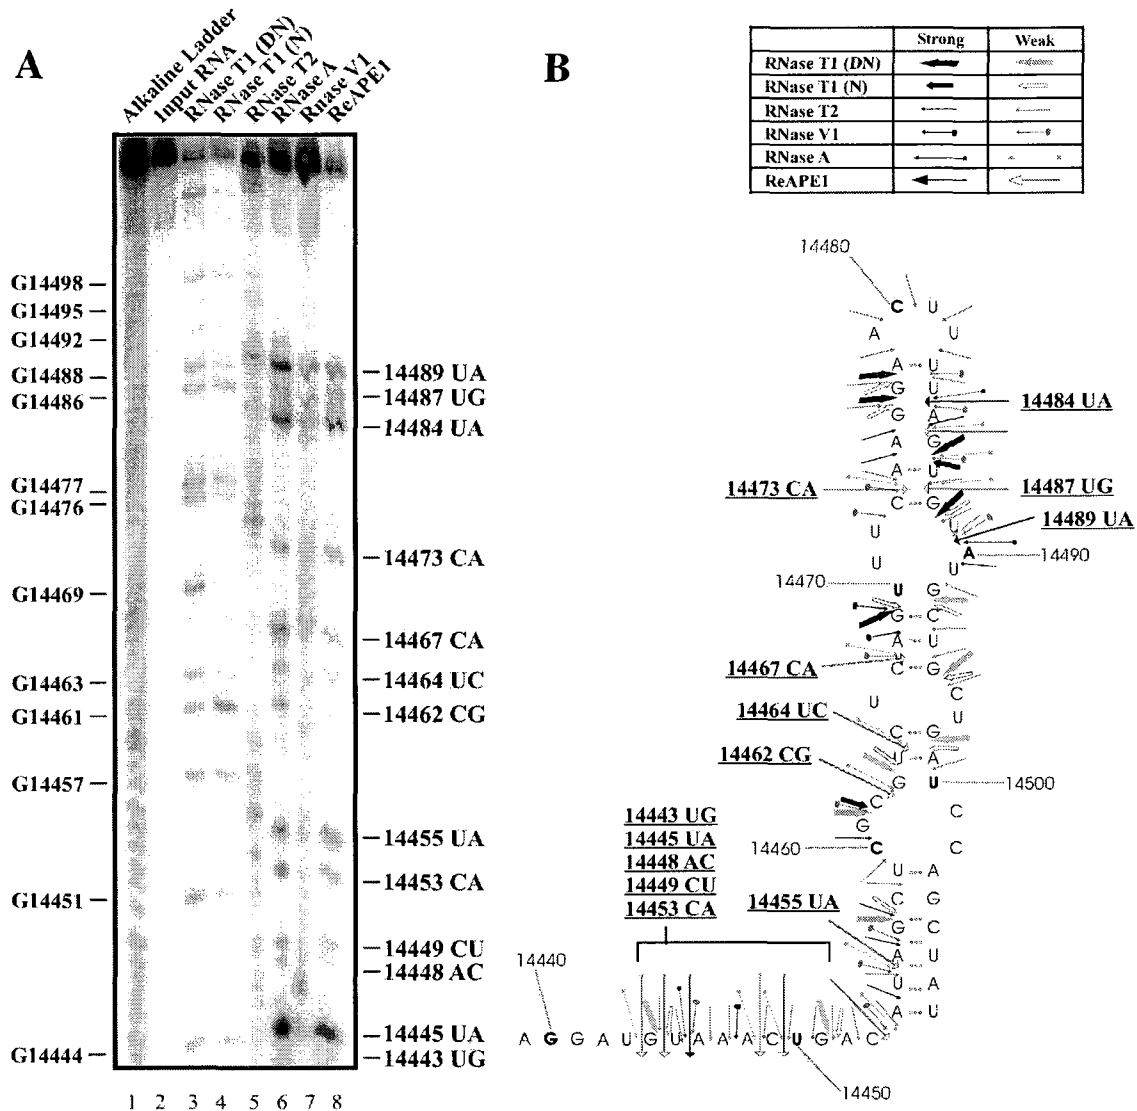 A
Alkaline Ladder
Input RNA
RNase T1 (DN)
RNase T1 (N)
RNase T2
RNase A
Rnase V1
ReAPE1
G14498
G14495
G14492
G14488
G14486
G14477
G14476
G14469
G14463
G14461
G14457
G14451
G14444
14489 UA
14487 UG
14484 UA
14473 CA
14467 CA
14464 UC
14462 CG
14455 UA
14453 CA
14449 CU
14448 AC
14445 UA
14443 UG
1 2 3 4 5 6 7 8
B
Strong Weak
RNase T1 (DN)
RNase T1 (N)
RNase T2
RNase V1
RNase A
ReAPE1
14480
C U
A U
A U
G U
G A
A G
A U
C G
U U
U A
U U
G G
A C
C U
U G
C C
U U
G G
C A
G U
C C
U C
C A
G G
A C
U U
A A
U
14484 UA
14473 CA
14487 UG
14489 UA
14490
14470
14467 CA
14464 UC
14462 CG
14500
14443 UG
14445 UA
14448 AC
14449 CU
14453 CA
14460
14455 UA
14440
A G G A U G U A A A C U G A C
14450